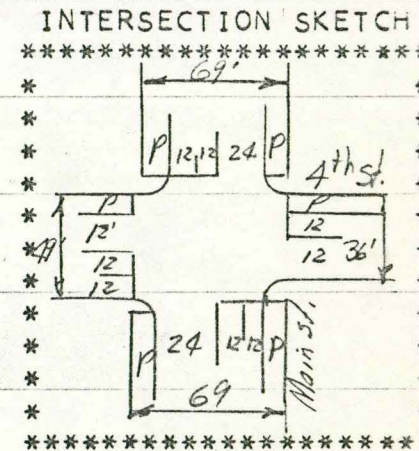 INTERSECTION SKETCH
69'
P 12 12 24 P 4th St.
P P
12' 12
49' 12 12 36'
12
P 24 12 12 P
Main St.
69